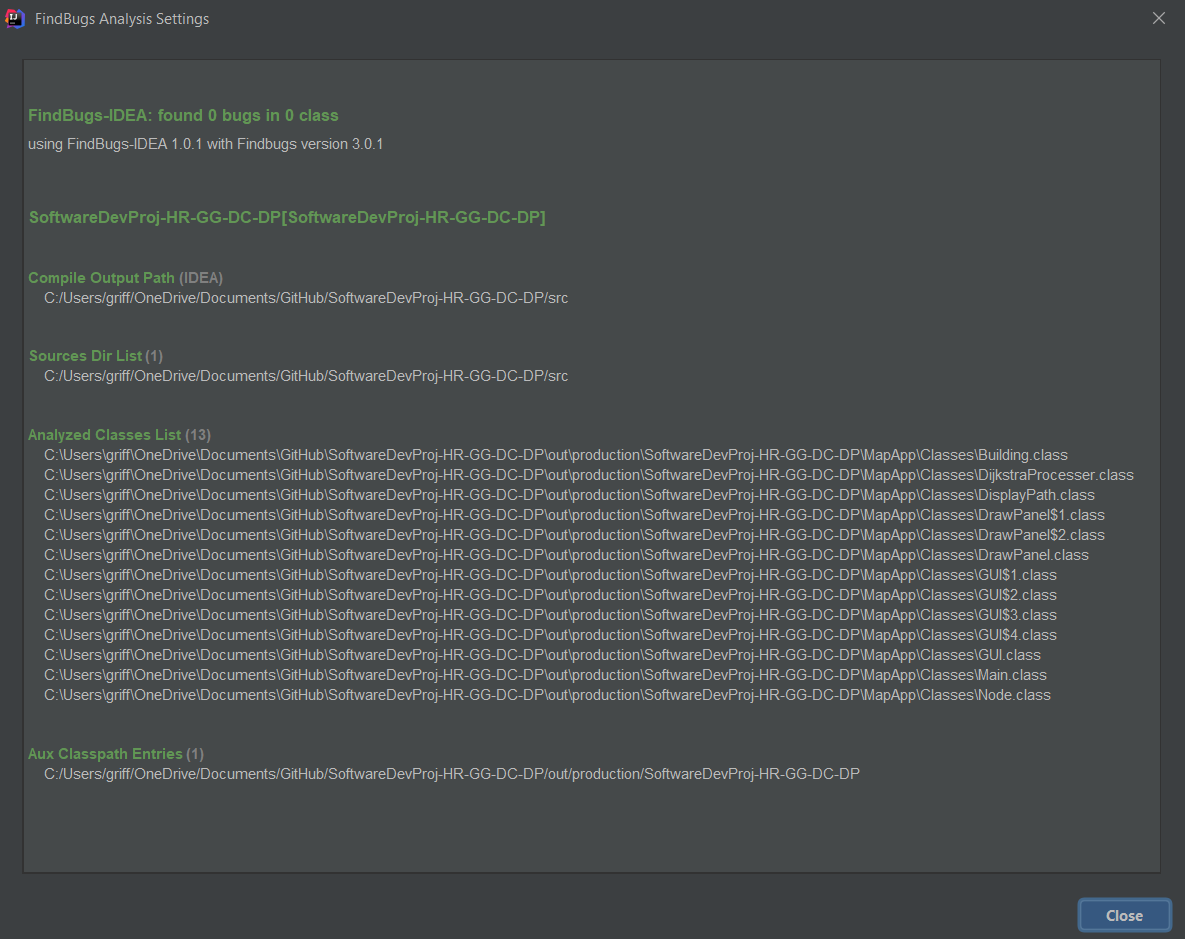 FindBugs Analysis Settings
FindBugs-IDEA: found 0 bugs in 0 class
using FindBugs-IDEA 1.0.1 with Findbugs version 3.0.1
SoftwareDevProj-HR-GG-DC-DP[SoftwareDevProj-HR-GG-DC-DP]
Compile Output Path (IDEA)
C:/Users/griff/OneDrive/Documents/GitHub/SoftwareDevProj-HR-GG-DC-DP/src
Sources Dir List (1)
C:/Users/griff/OneDrive/Documents/GitHub/SoftwareDevProj-HR-GG-DC-DP/src
Analyzed Classes List (13)
C:\Users\griff\OneDrive\Documents\GitHub\SoftwareDevProj-HR-GG-DC-DP\out\production\SoftwareDevProj-HR-GG-DC-DP\MapApp\Classes\Building.class
C:\Users\griff\OneDrive\Documents\GitHub\SoftwareDevProj-HR-GG-DC-DP\out\production\SoftwareDevProj-HR-GG-DC-DP\MapApp\Classes\DijkstraProcesser.class
C:\Users\griff\OneDrive\Documents\GitHub\SoftwareDevProj-HR-GG-DC-DP\out\production\SoftwareDevProj-HR-GG-DC-DP\MapApp\Classes\DisplayPath.class
C:\Users\griff\OneDrive\Documents\GitHub\SoftwareDevProj-HR-GG-DC-DP\out\production\SoftwareDevProj-HR-GG-DC-DP\MapApp\Classes\DrawPanel$1.class
C:\Users\griff\OneDrive\Documents\GitHub\SoftwareDevProj-HR-GG-DC-DP\out\production\SoftwareDevProj-HR-GG-DC-DP\MapApp\Classes\DrawPanel$2.class
C:\Users\griff\OneDrive\Documents\GitHub\SoftwareDevProj-HR-GG-DC-DP\out\production\SoftwareDevProj-HR-GG-DC-DP\MapApp\Classes\DrawPanel.class
C:\Users\griff\OneDrive\Documents\GitHub\SoftwareDevProj-HR-GG-DC-DP\out\production\SoftwareDevProj-HR-GG-DC-DP\MapApp\Classes\GUI$1.class
C:\Users\griff\OneDrive\Documents\GitHub\SoftwareDevProj-HR-GG-DC-DP\out\production\SoftwareDevProj-HR-GG-DC-DP\MapApp\Classes\GUI$2.class
C:\Users\griff\OneDrive\Documents\GitHub\SoftwareDevProj-HR-GG-DC-DP\out\production\SoftwareDevProj-HR-GG-DC-DP\MapApp\Classes\GUI$3.class
C:\Users\griff\OneDrive\Documents\GitHub\SoftwareDevProj-HR-GG-DC-DP\out\production\SoftwareDevProj-HR-GG-DC-DP\MapApp\Classes\GUI$4.class
C:\Users\griff\OneDrive\Documents\GitHub\SoftwareDevProj-HR-GG-DC-DP\out\production\SoftwareDevProj-HR-GG-DC-DP\MapApp\Classes\GUI.class
C:\Users\griff\OneDrive\Documents\GitHub\SoftwareDevProj-HR-GG-DC-DP\out\production\SoftwareDevProj-HR-GG-DC-DP\MapApp\Classes\Main.class
C:\Users\griff\OneDrive\Documents\GitHub\SoftwareDevProj-HR-GG-DC-DP\out\production\SoftwareDevProj-HR-GG-DC-DP\MapApp\Classes\Node.class
Aux Classpath Entries (1)
C:/Users/griff/OneDrive/Documents/GitHub/SoftwareDevProj-HR-GG-DC-DP/out/production/SoftwareDevProj-HR-GG-DC-DP
Close